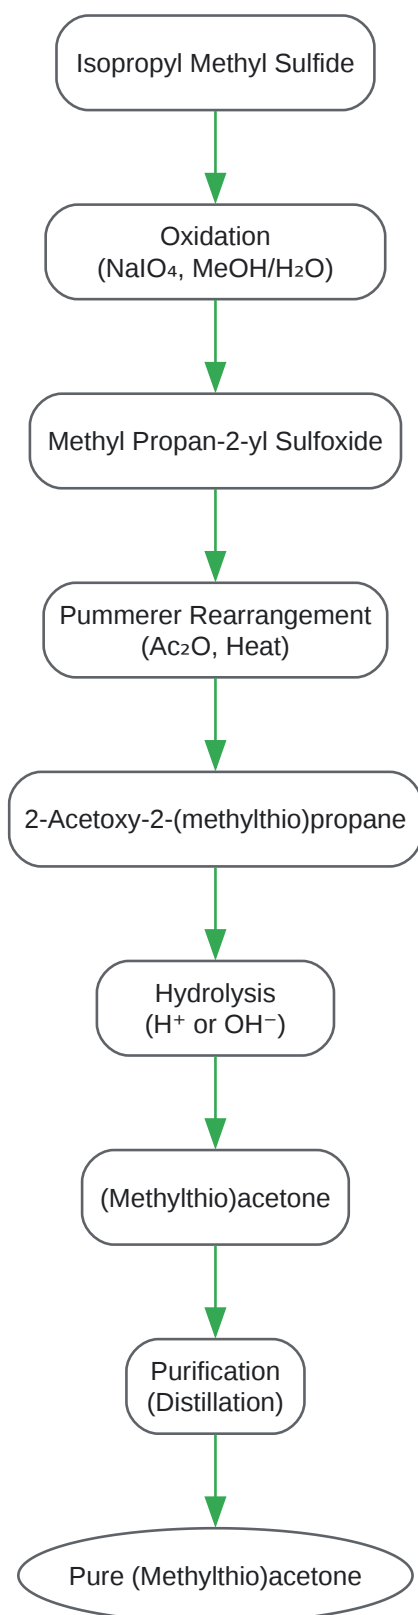 Isopropyl Methyl Sulfide
Oxidation
(NaIO₄, MeOH/H₂O)
Methyl Propan-2-yl Sulfoxide
Pummerer Rearrangement
(Ac₂O, Heat)
2-Acetoxy-2-(methylthio)propane
Hydrolysis
(H⁺ or OH⁻)
(Methylthio)acetone
Purification
(Distillation)
Pure (Methylthio)acetone